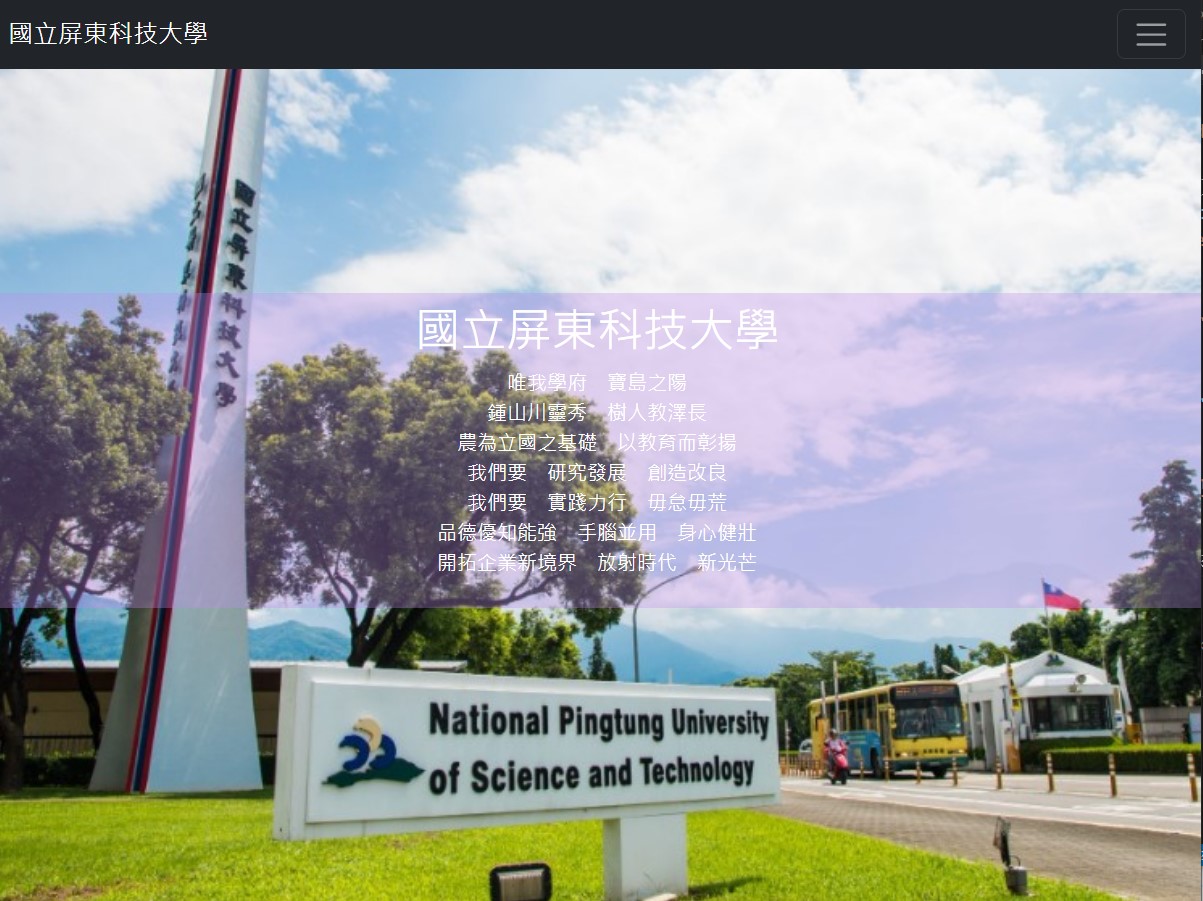 國立屏東科技大學
國立屏東科技大學
國立屏東科技大學
唯我學府　寶島之陽
鍾山川靈秀　樹人教澤長
農為立國之基礎　以教育而彰揚
我們要　研究發展　創造改良
我們要　實踐力行　毋怠毋荒
品德優知能強　手腦並用　身心健壯
開拓企業新境界　放射時代　新光芒
National Pingtung University
of Science and Technology